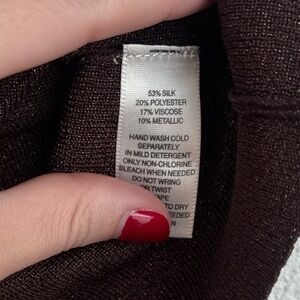 53% SILK
20% POLYESTER
17% VISCOSE
10% METALLIC
HAND WASH COLD
SEPARATELY
IN MILD DETERGENT
ONLY NON-CHLORINE
BLEACH WHEN NEEDED
DO NOT WRING
OR TWIST
TO DRY